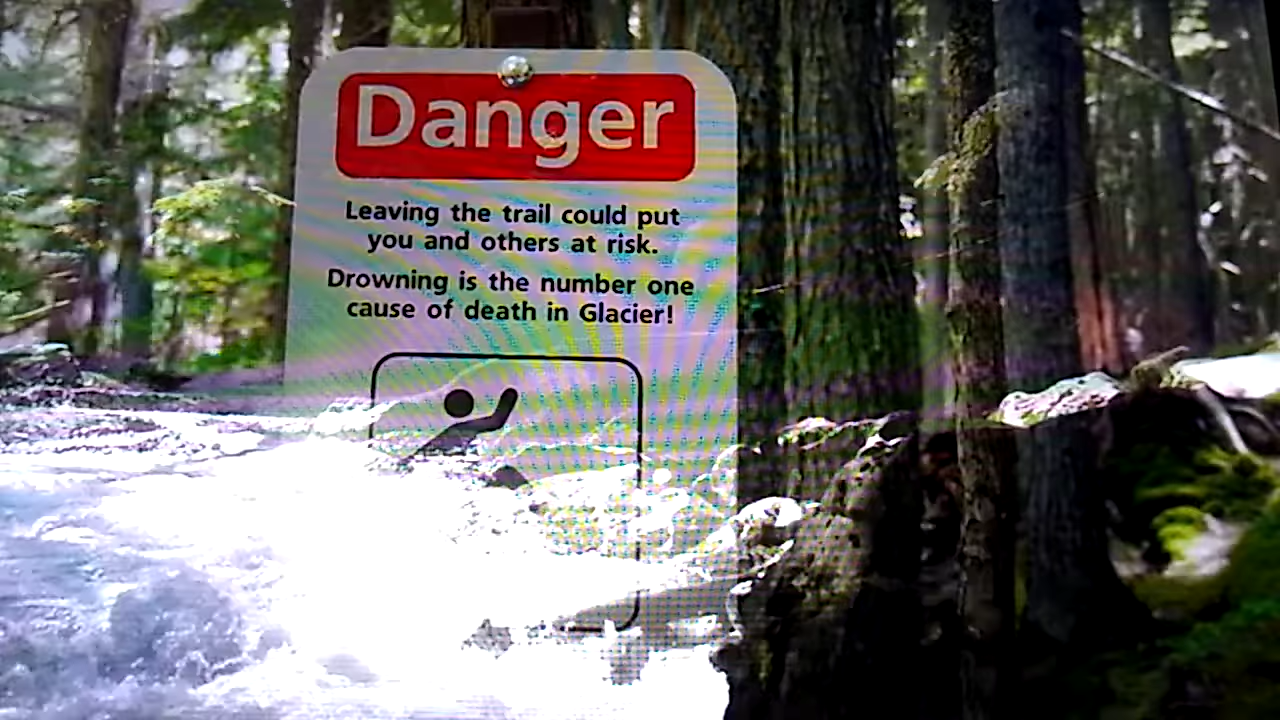 Danger
Leaving the trail could put
you and others at risk.
Drowning is the number one
cause of death in Glacier!